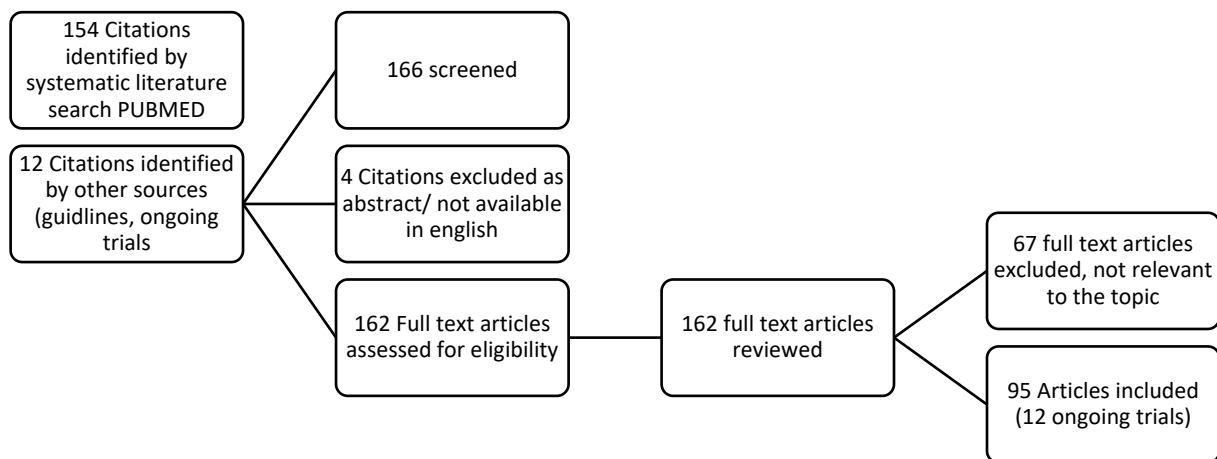 154 Citations
identified by
systematic literature
search PUBMED
12 Citations identified
by other sources
(guidlines, ongoing
trials
166 screened
4 Citations excluded as
abstract/ not available
in english
162 Full text articles
assessed for eligibility
162 full text articles
reviewed
67 full text articles
excluded, not relevant
to the topic
95 Articles included
(12 ongoing trials)